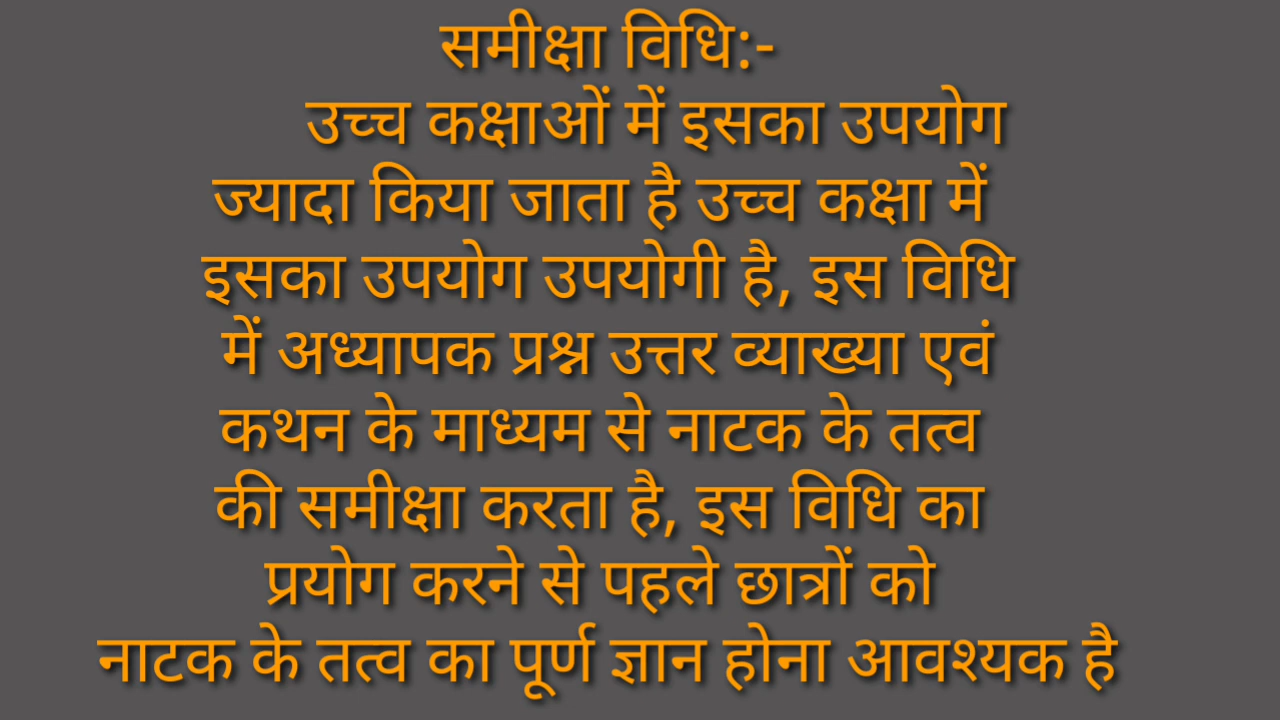 समीक्षा विधि:-
उच्च कक्षाओं में इसका उपयोग
ज्यादा किया जाता है उच्च कक्षा में
इसका उपयोग उपयोगी है, इस विधि
में अध्यापक प्रश्न उत्तर व्याख्या एवं
कथन के माध्यम से नाटक के तत्व
की समीक्षा करता है, इस विधि का
प्रयोग करने से पहले छात्रों को
नाटक के तत्व का पूर्ण ज्ञान होना आवश्यक है